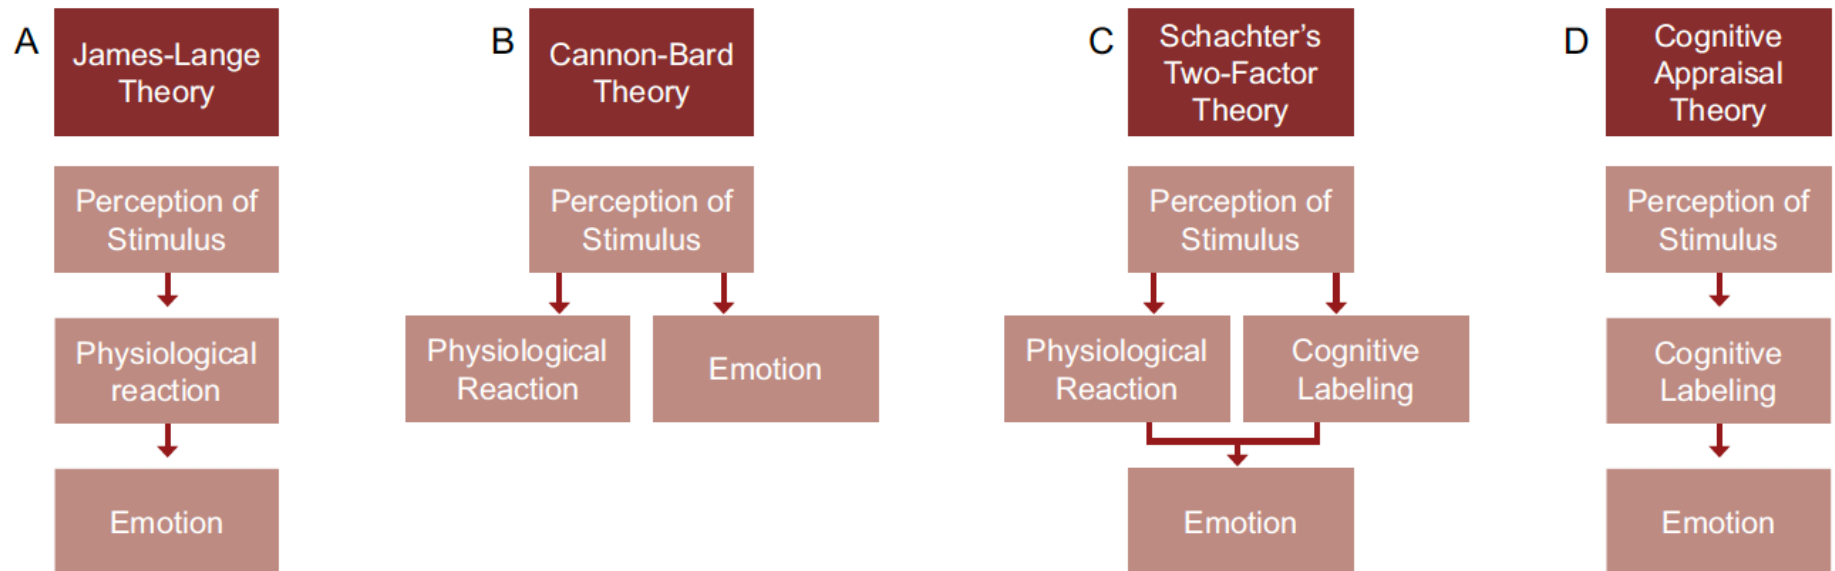 A
James-Lange
Theory
Perception of
Stimulus
Physiological
reaction
Emotion
B
Cannon-Bard
Theory
Perception of
Stimulus
Physiological
Reaction
Emotion
C
Schachter’s
Two-Factor
Theory
Perception of
Stimulus
Physiological
Reaction
Cognitive
Labeling
Emotion
D
Cognitive
Appraisal
Theory
Perception of
Stimulus
Cognitive
Labeling
Emotion